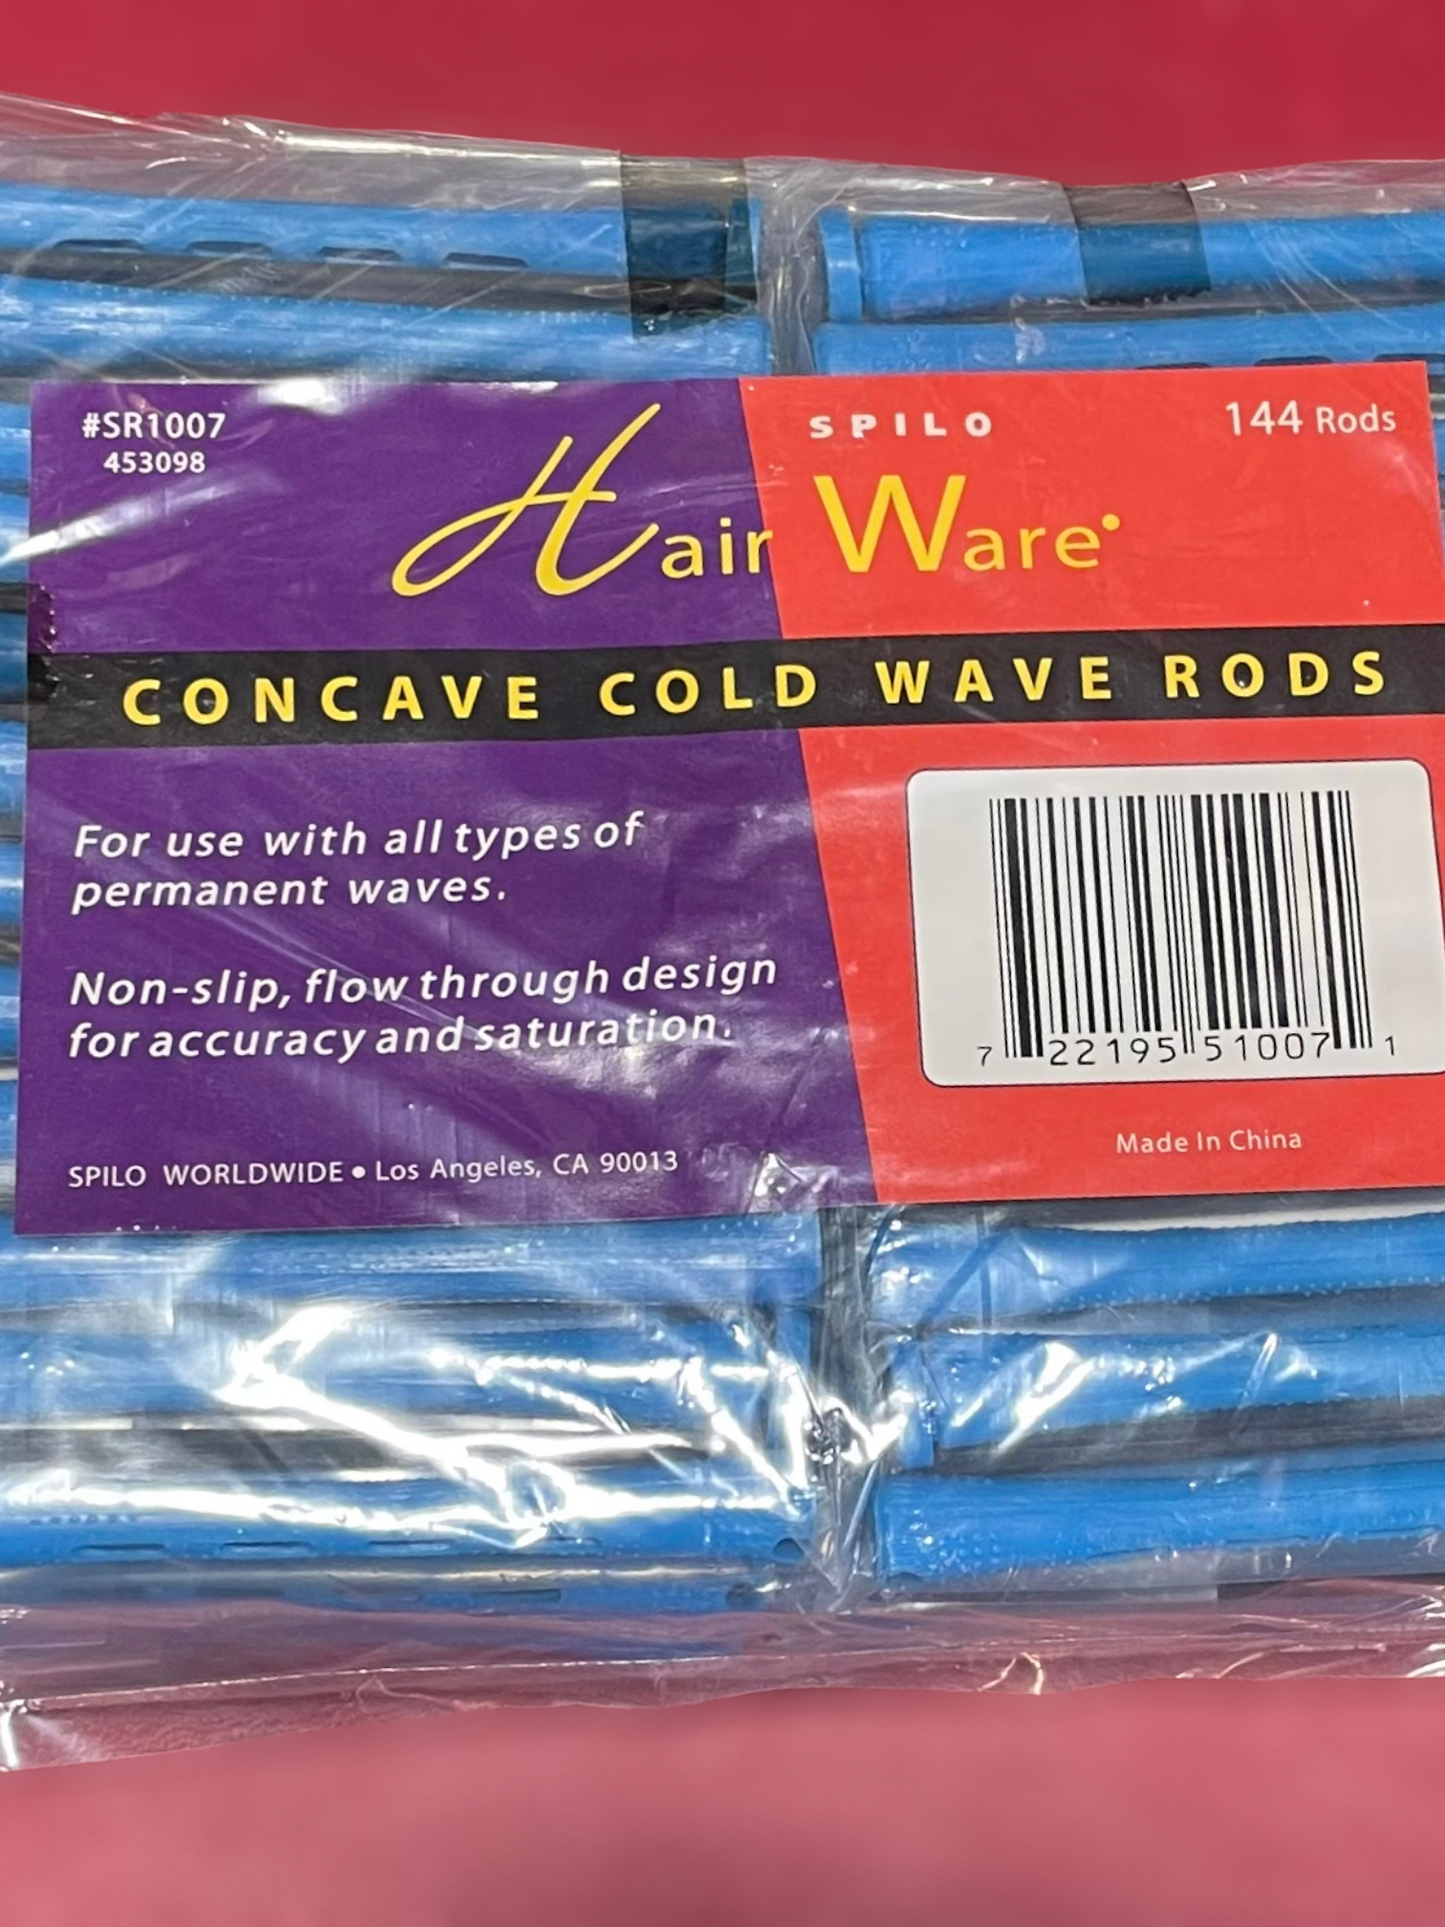 #SR1007
453098
SPILO
144 Rods
Hair Ware
CONCAVE COLD WAVE RODS
For use with all types of
permanent waves.
Non-slip, flow through design
for accuracy and saturation.
SPILO WORLDWIDE • Los Angeles, CA 90013
7 22195 51007 1
Made In China